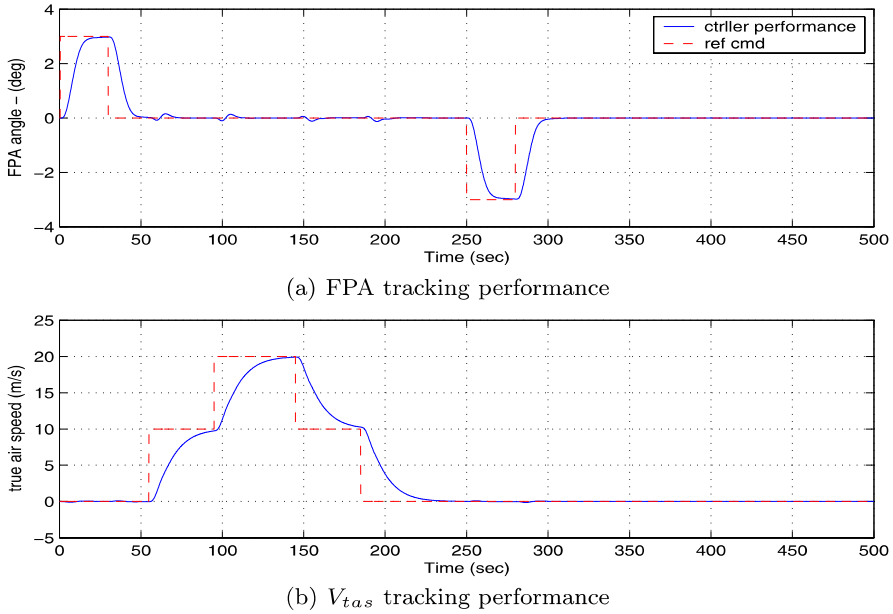 4
2
0
−2
−4
FPA angle − (deg)
ctrller performance
ref cmd
0 50 100 150 200 250 300 350 400 450 500
Time (sec)
(a) FPA tracking performance
25
20
15
10
5
0
−5
true air speed (m/s)
0 50 100 150 200 250 300 350 400 450 500
Time (sec)
(b) Vtas tracking performance